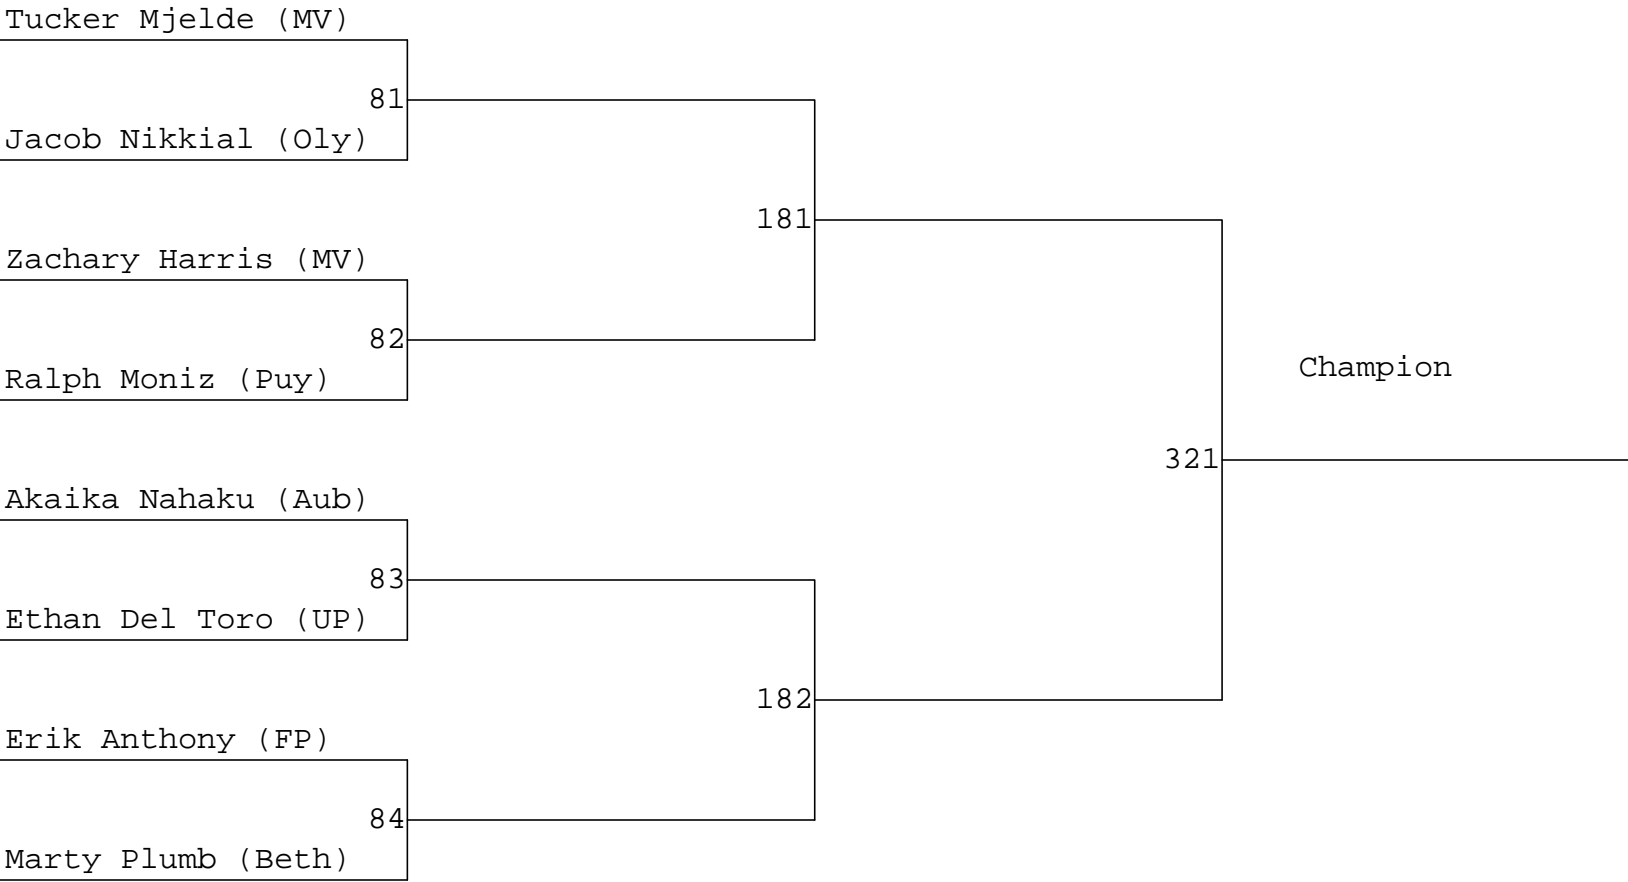 Tucker Mjelde (MV)
81
Jacob Nikkial (Oly)
181
Zachary Harris (MV)
82
Ralph Moniz (Puy)
Champion
321
Akaika Nahaku (Aub)
83
Ethan Del Toro (UP)
182
Erik Anthony (FP)
84
Marty Plumb (Beth)